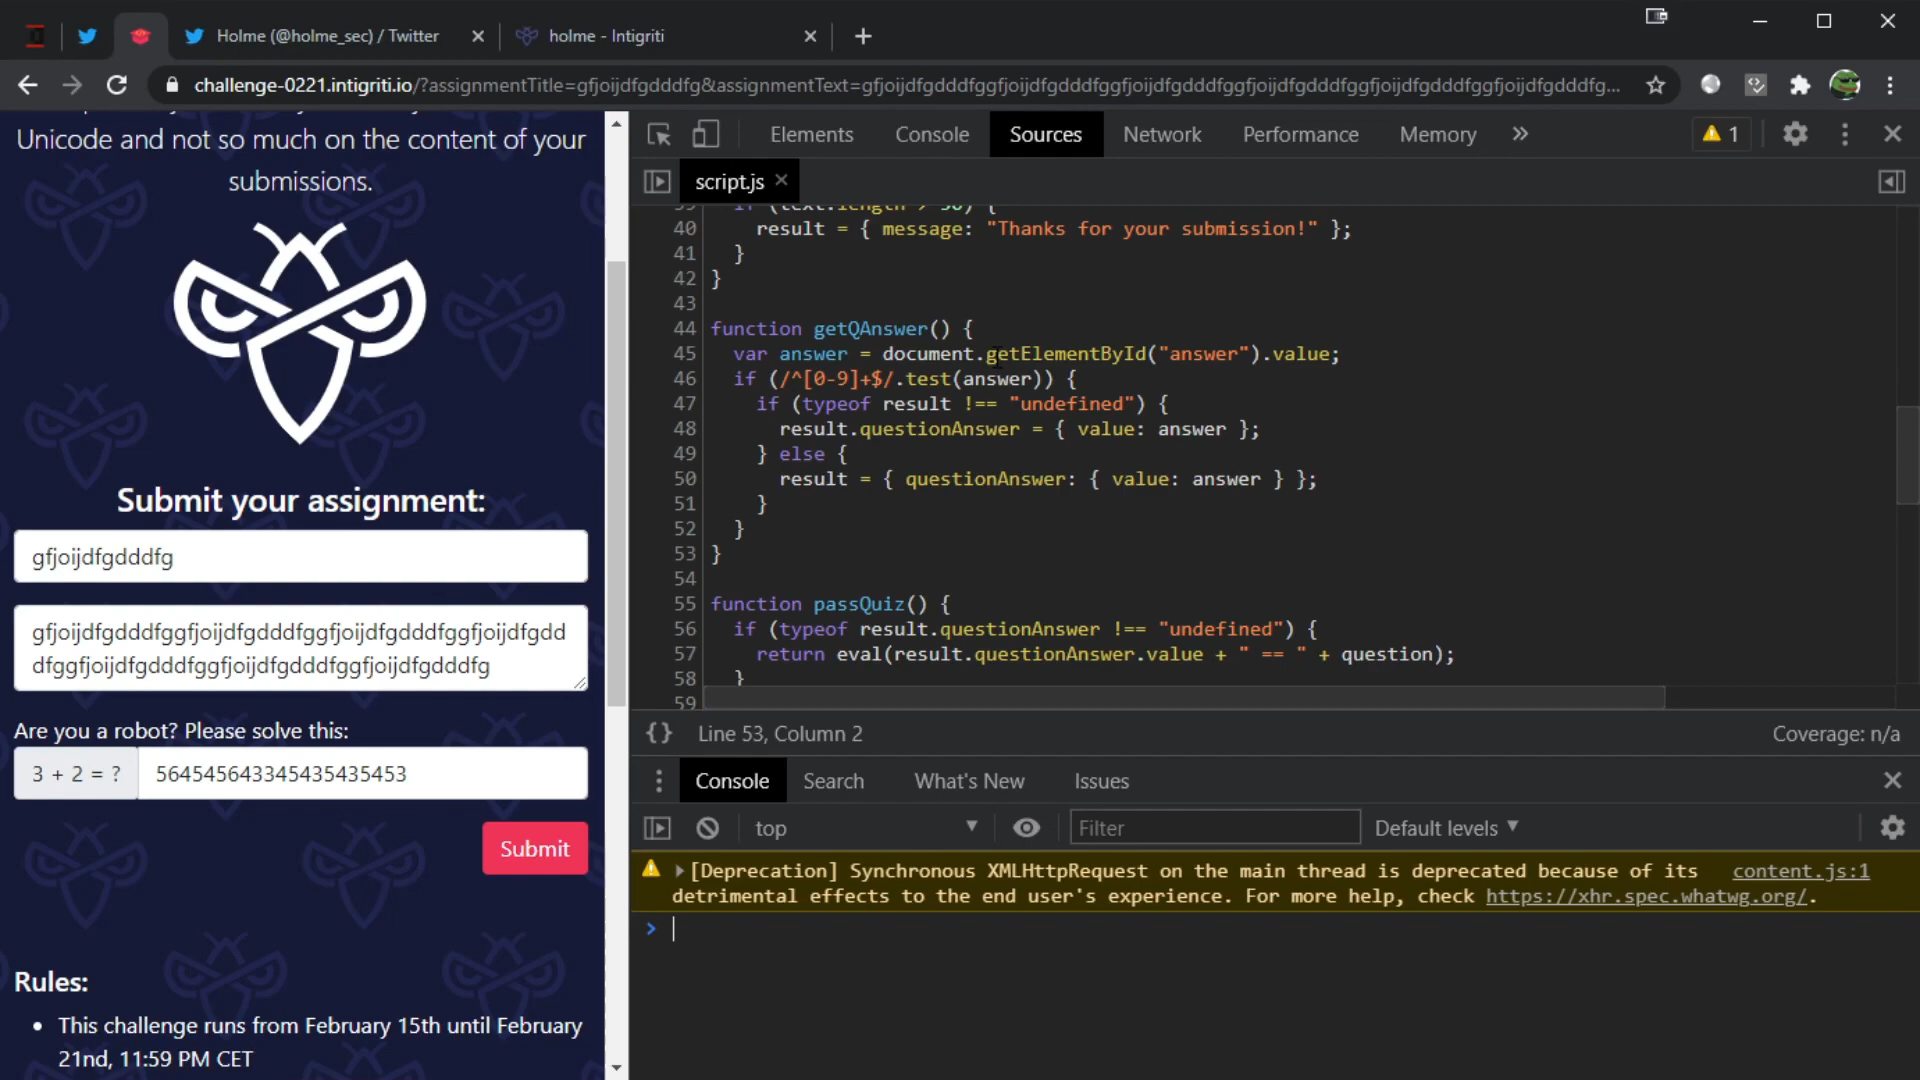 Holme (@holme_sec) / Twitter
holme - Intigriti
challenge-0221.intigriti.io/?assignmentTitle=gfjoijdfgdddfg&assignmentText=gfjoijdfgdddfggfjoijdfgdddfggfjoijdfgdddfggfjoijdfgdddfggfjoijdfgdddfggfjoijdfgdddfg...
Unicode and not so much on the content of your
submissions.
Submit your assignment:
gfjoijdfgdddfg
gfjoijdfgdddfggfjoijdfgdddfggfjoijdfgdddfggfjoijdfgdd
dfggfjoijdfgdddfggfjoijdfgdddfggfjoijdfgdddfg
Are you a robot? Please solve this:
3 + 2 = ?
564545643345435435453
Submit
Rules:
• This challenge runs from February 15th until February
21nd, 11:59 PM CET
Elements Console Sources Network Performance Memory » 1
script.js
39 if (text.length > 50) {
40 result = { message: "Thanks for your submission!" };
41 }
42 }
43
44 function getQAnswer() {
45 var answer = document.getElementById("answer").value;
46 if (/^[0-9]+$/.test(answer)) {
47 if (typeof result !== "undefined") {
48 result.questionAnswer = { value: answer };
49 } else {
50 result = { questionAnswer: { value: answer } };
51 }
52 }
53 }
54
55 function passQuiz() {
56 if (typeof result.questionAnswer !== "undefined") {
57 return eval(result.questionAnswer.value + " == " + question);
58 }
59
{} Line 53, Column 2 Coverage: n/a
Console Search What's New Issues
top Filter Default levels
[Deprecation] Synchronous XMLHttpRequest on the main thread is deprecated because of its content.js:1
detrimental effects to the end user's experience. For more help, check https://xhr.spec.whatwg.org/.